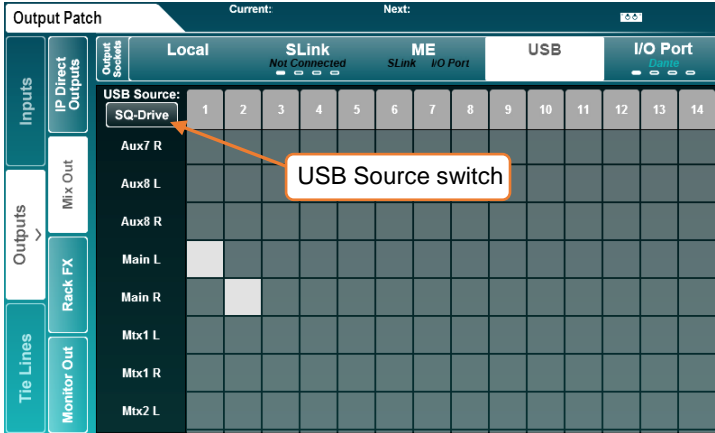 Output Patch
Current:
Next:
Inputs
Outputs
Tie Lines
IP Direct
Outputs
Mix Out
Rack FX
Monitor Out
Output
Sockets
Local
SLink
Not Connected
ME
SLink I/O Port
USB
I/O Port
Dante
USB Source:
SQ-Drive
1 2 3 4 5 6 7 8 9 10 11 12 13 14
Aux7 R
Aux8 L
Aux8 R
Main L
Main R
Mtx1 L
Mtx1 R
Mtx2 L
USB Source switch